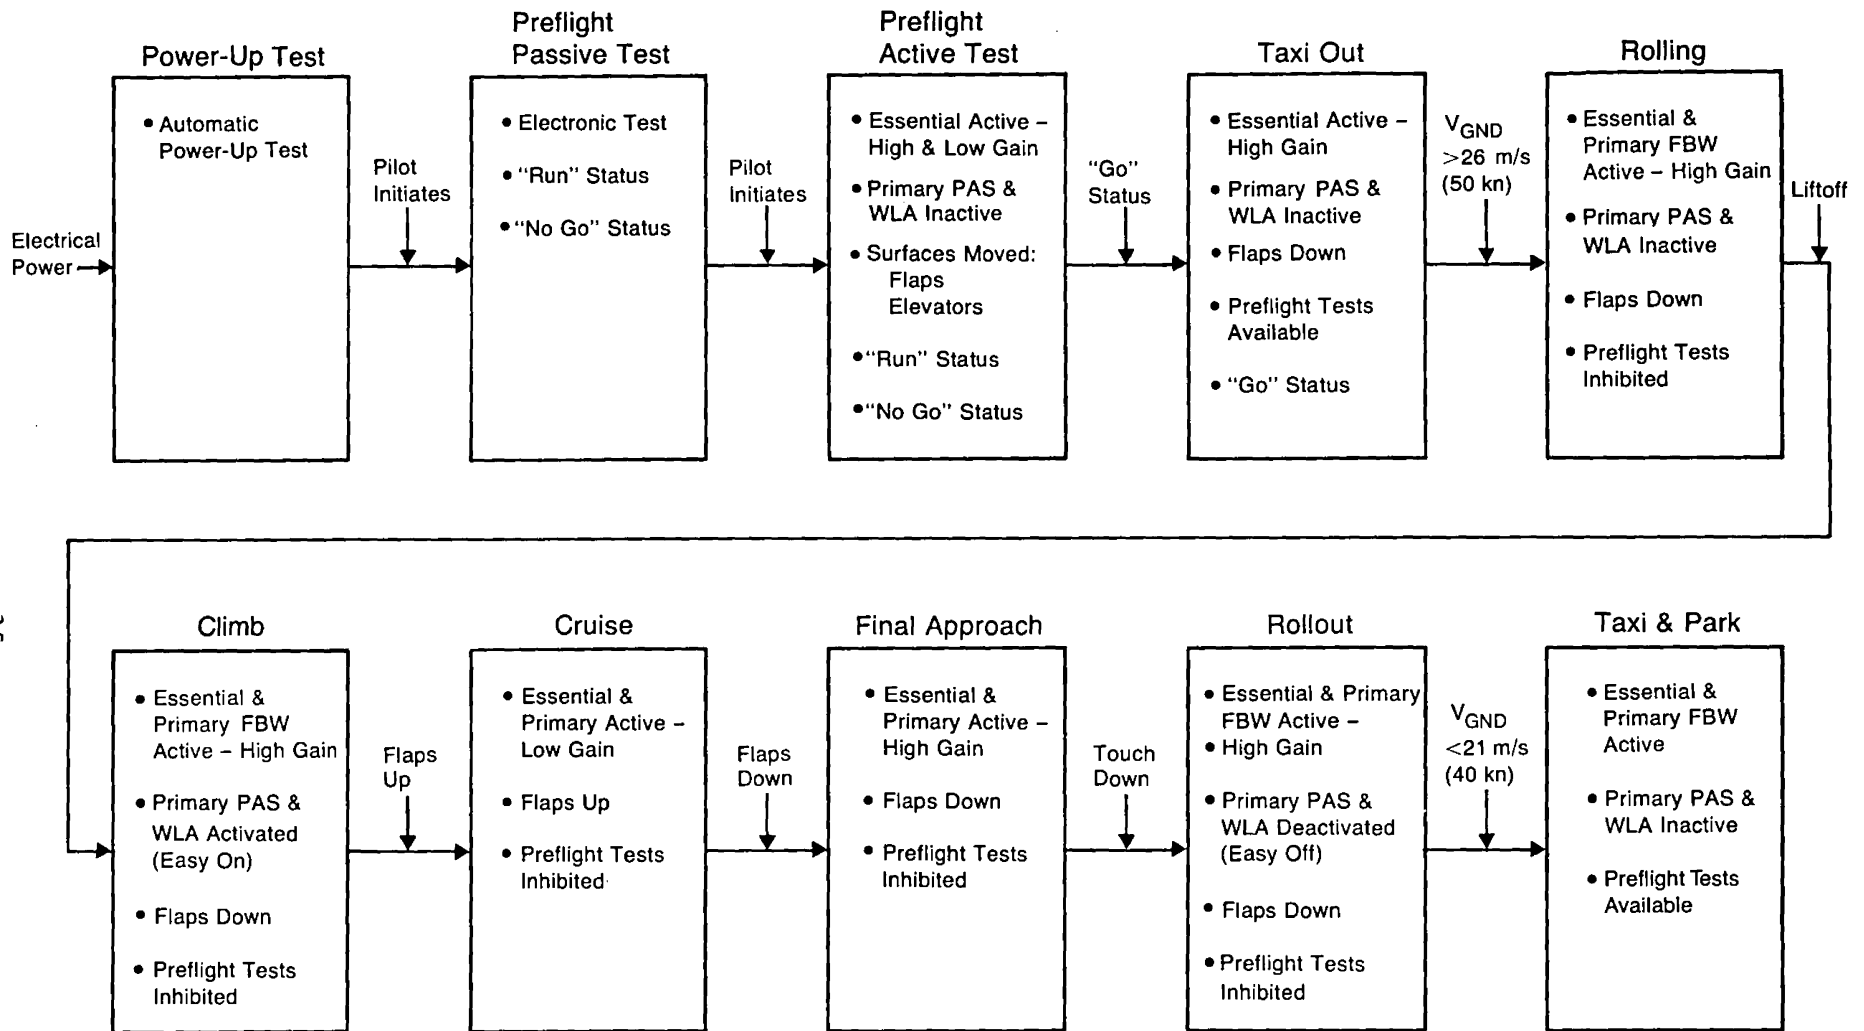 Power-Up Test
• Automatic
Power-Up Test
Preflight
Passive Test
• Electronic Test
• "Run" Status
• "No Go" Status
Preflight
Active Test
• Essential Active –
High & Low Gain
• Primary PAS &
WLA Inactive
• Surfaces Moved:
Flaps
Elevators
• "Run" Status
• "No Go" Status
Taxi Out
• Essential Active –
High Gain
• Primary PAS &
WLA Inactive
• Flaps Down
• Preflight Tests
Available
• "Go" Status
Rolling
• Essential &
Primary FBW
Active – High Gain
• Primary PAS &
WLA Inactive
• Flaps Down
• Preflight Tests
Inhibited
Electrical
Power
Pilot
Initiates
Pilot
Initiates
"Go"
Status
VGND
>26 m/s
(50 kn)
Liftoff
Climb
• Essential &
Primary FBW
Active – High Gain
• Primary PAS &
WLA Activated
(Easy On)
• Flaps Down
• Preflight Tests
Inhibited
Flaps
Up
Cruise
• Essential &
Primary Active –
Low Gain
• Flaps Up
• Preflight Tests
Inhibited
Flaps
Down
Final Approach
• Essential &
Primary Active –
High Gain
• Flaps Down
• Preflight Tests
Inhibited
Touch
Down
Rollout
• Essential & Primary
FBW Active –
• High Gain
• Primary PAS &
WLA Deactivated
(Easy Off)
• Flaps Down
• Preflight Tests
Inhibited
VGND
<21 m/s
(40 kn)
Taxi & Park
• Essential &
Primary FBW
Active
• Primary PAS &
WLA Inactive
• Preflight Tests
Available